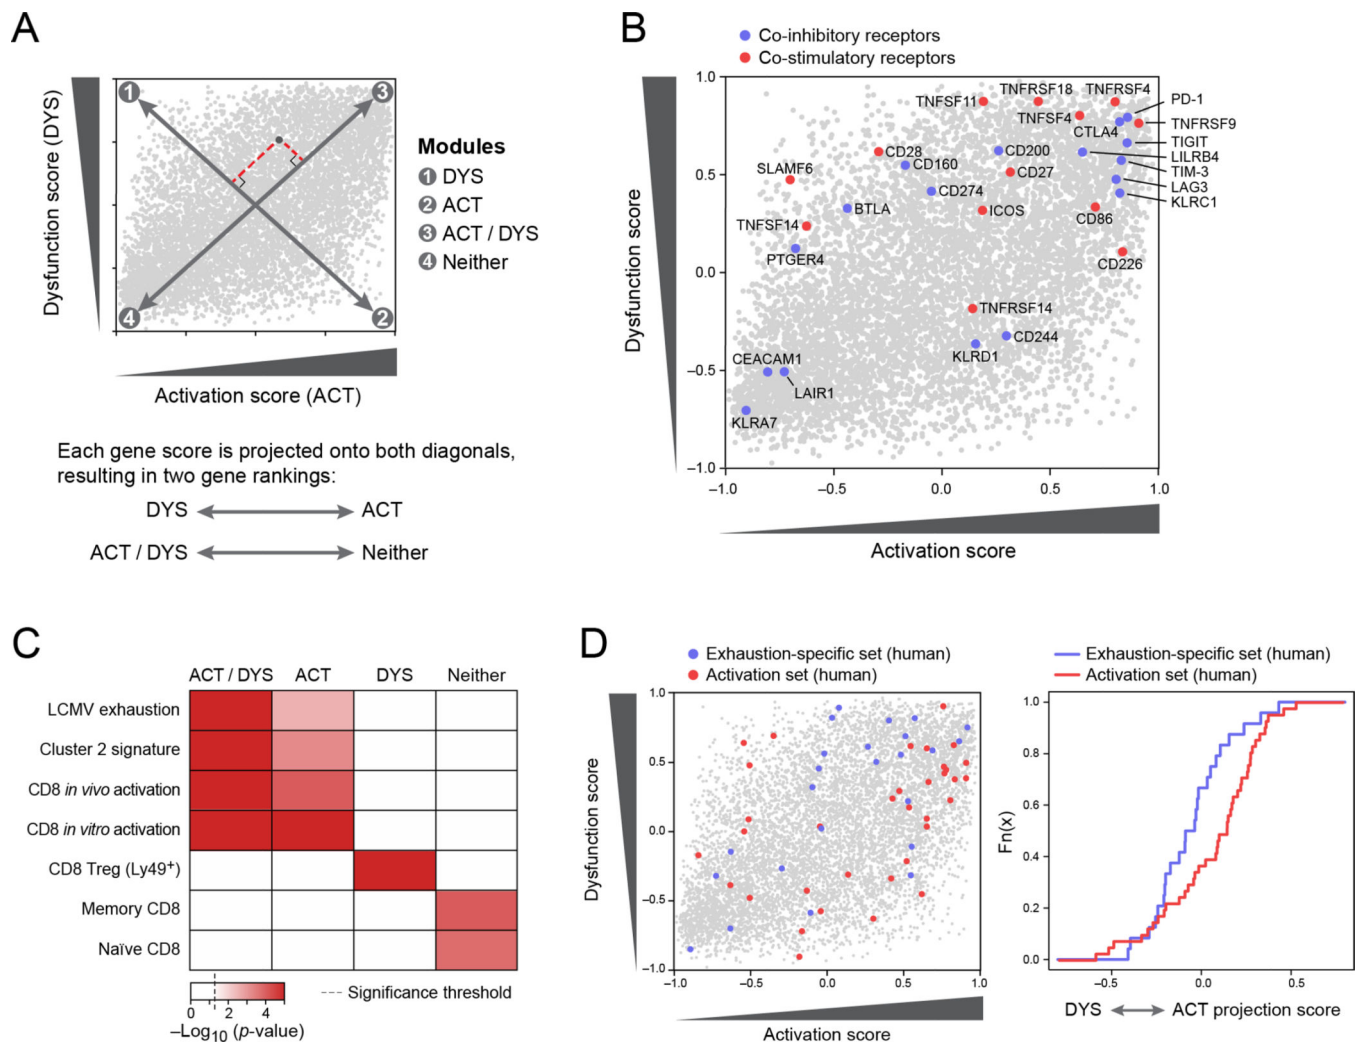 A
Dysfunction score (DYS)
1
3
4
2
Activation score (ACT)
Modules
1 DYS
2 ACT
3 ACT / DYS
4 Neither
Each gene score is projected onto both diagonals,
resulting in two gene rankings:
DYS ACT
ACT / DYS Neither
B
Co-inhibitory receptors
Co-stimulatory receptors
Dysfunction score
1.0
0.5
0.0
−0.5
−1.0
−1.0 −0.5 0.0 0.5 1.0
Activation score
TNFSF11
TNFRSF18
TNFRSF4
TNFSF4
CTLA4
PD-1
TNFRSF9
TIGIT
LILRB4
TIM-3
LAG3
KLRC1
CD28
CD160
CD200
CD27
SLAMF6
CD274
BTLA
ICOS
CD86
TNFSF14
PTGER4
CD226
TNFRSF14
CD244
KLRD1
CEACAM1
LAIR1
KLRA7
C
ACT / DYS ACT DYS Neither
LCMV exhaustion
Cluster 2 signature
CD8 in vivo activation
CD8 in vitro activation
CD8 Treg (Ly49+)
Memory CD8
Naïve CD8
0 2 4
−Log10 (p-value)
Significance threshold
D
Exhaustion-specific set (human)
Activation set (human)
Dysfunction score
1.0
0.5
0.0
−0.5
−1.0
−1.0 −0.5 0.0 0.5 1.0
Activation score
Exhaustion-specific set (human)
Activation set (human)
Fn(x)
1.0
0.8
0.6
0.4
0.2
0.0
−0.5 0.0 0.5
DYS ACT projection score